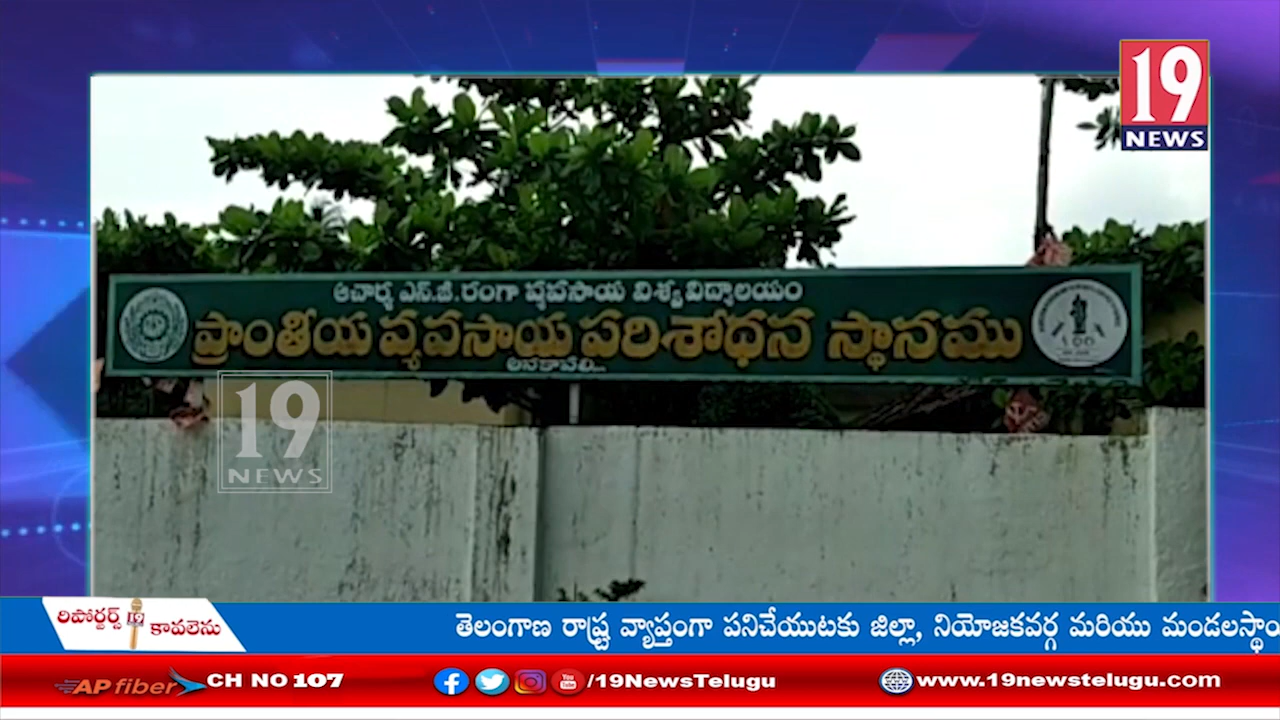 19
NEWS
ఆచార్య ఎన్.జి.రంగా వ్యవసాయ విశ్వవిద్యాలయం
ప్రాంతీయ వ్యవసాయ పరిశోధన స్థానము
అనకాపల్లి...
19
NEWS
రిపోర్టర్స్ 19 కావలెను
తెలంగాణ రాష్ట్ర వ్యాప్తంగా పనిచేయుటకు జిల్లా, నియోజకవర్గ మరియు మండలస్థా
AP fiber CH NO 107 /19NewsTelugu www.19newstelugu.com